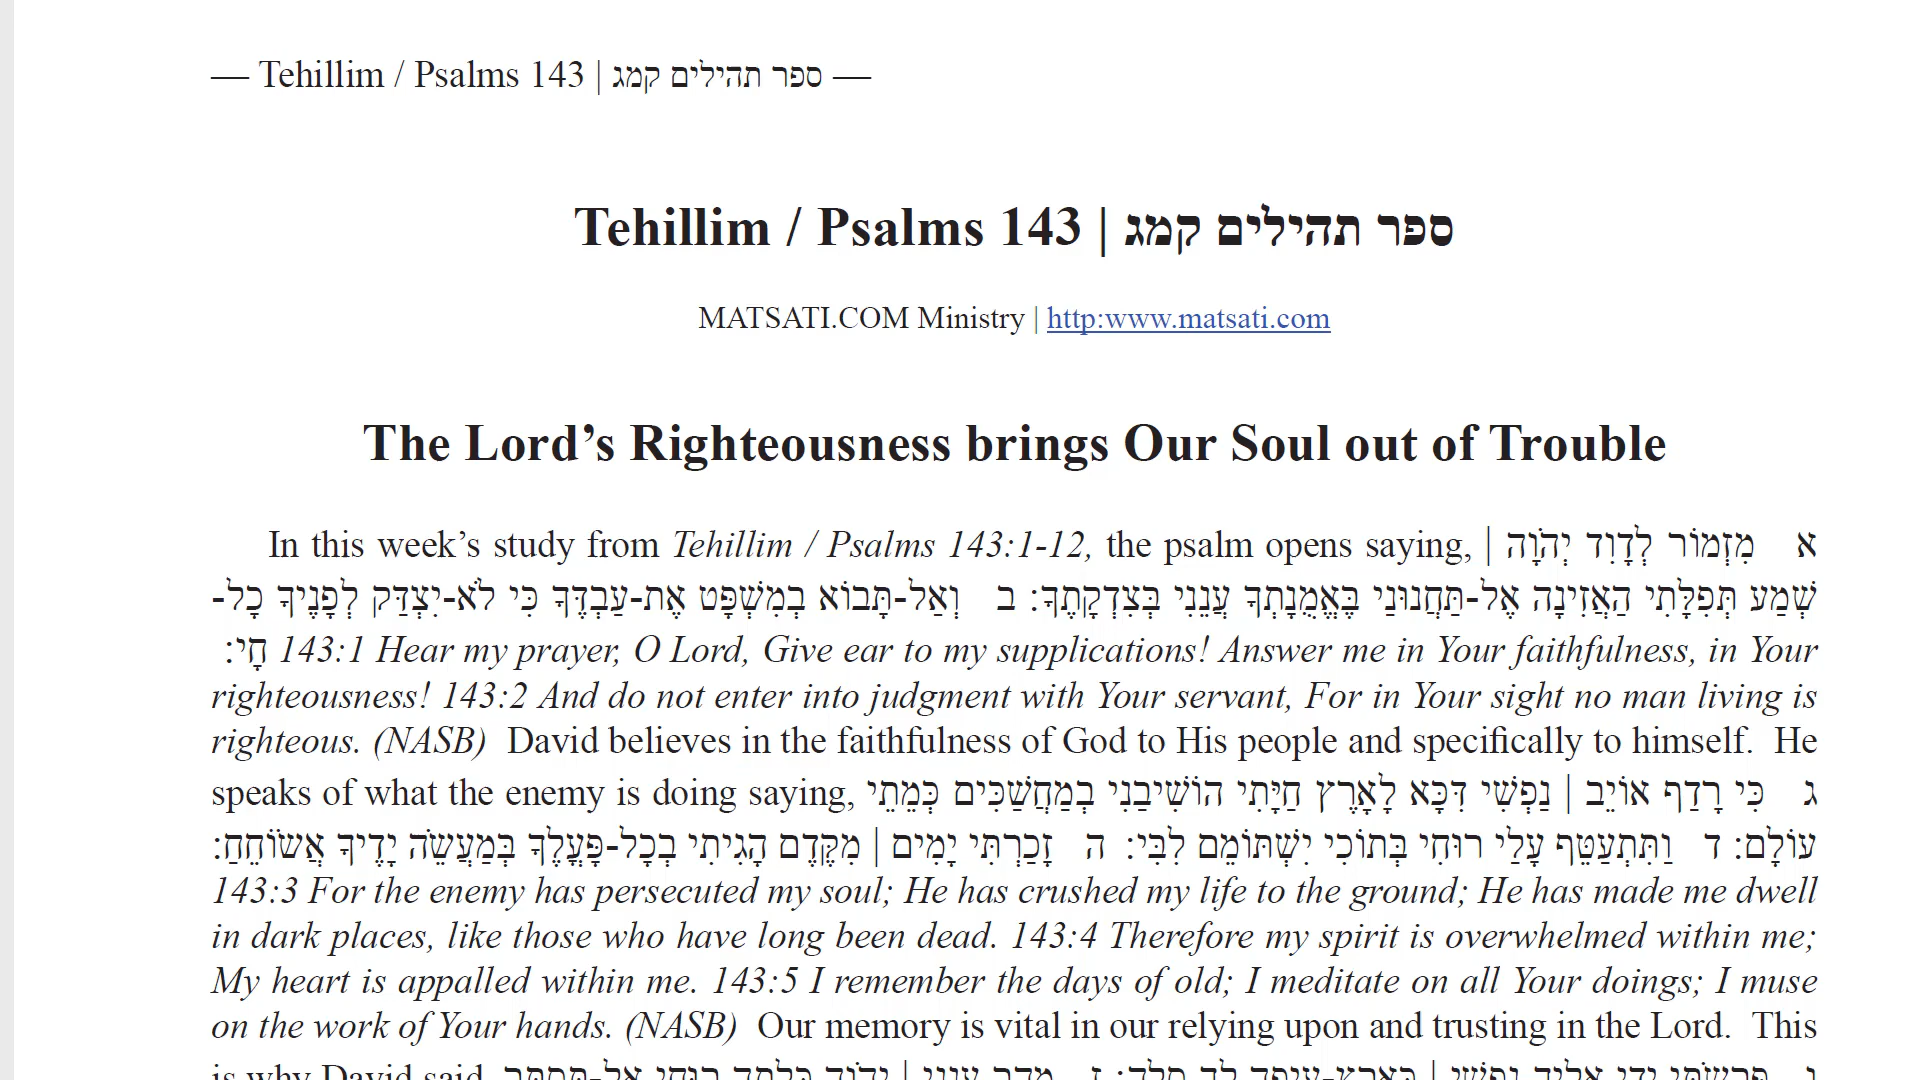 — Tehillim / Psalms 143 | ספר תהילים קמג —
Tehillim / Psalms 143 | ספר תהילים קמג
MATSATI.COM Ministry | http:www.matsati.com
The Lord’s Righteousness brings Our Soul out of Trouble
In this week’s study from Tehillim / Psalms 143:1-12, the psalm opens saying, א מִזְמוֹר לְדָוִד יְהֹוָה |
שְׁמַע תְּפִלָּתִי הַאֲזִינָה אֶל-תַּחֲנוּנַי בֶּאֱמֻנָתְךָ עֲנֵנִי בְּצִדְקָתֶךָ: ב וְאַל-תָּבוֹא בְמִשְׁפָּט אֶת-עַבְדֶּךָ כִּי לֹא-יִצְדַּק לְפָנֶיךָ כָל-
חָי: 143:1 Hear my prayer, O Lord, Give ear to my supplications! Answer me in Your faithfulness, in Your
righteousness! 143:2 And do not enter into judgment with Your servant, For in Your sight no man living is
righteous. (NASB) David believes in the faithfulness of God to His people and specifically to himself. He
speaks of what the enemy is doing saying, ג כִּי רָדַף אוֹיֵב | נַפְשִׁי דִּכָּא לָאָרֶץ חַיָּתִי הוֹשִׁיבַנִי בְמַחֲשַׁכִּים כְּמֵתֵי
עוֹלָם: ד וַתִּתְעַטֵּף עָלַי רוּחִי בְּתוֹכִי יִשְׁתּוֹמֵם לִבִּי: ה זָכַרְתִּי יָמִים | מִקֶּדֶם הָגִיתִי בְכָל-פָּעֳלֶךָ בְּמַעֲשֵׂה יָדֶיךָ אֲשׂוֹחֵחַ:
143:3 For the enemy has persecuted my soul; He has crushed my life to the ground; He has made me dwell
in dark places, like those who have long been dead. 143:4 Therefore my spirit is overwhelmed within me;
My heart is appalled within me. 143:5 I remember the days of old; I meditate on all Your doings; I muse
on the work of Your hands. (NASB) Our memory is vital in our relying upon and trusting in the Lord. This
is why David said,